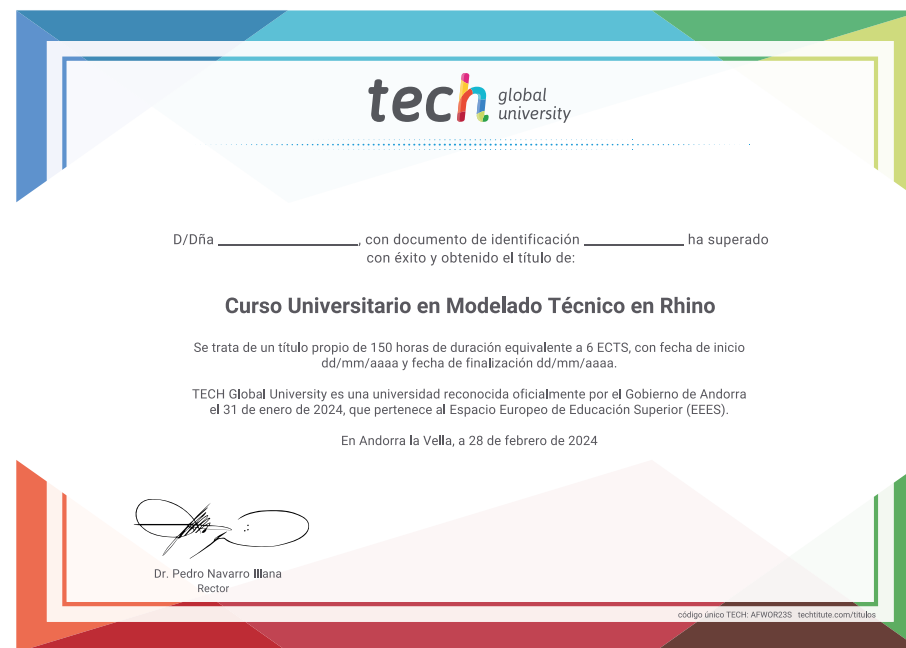 tech global university
D/Dña ____________________, con documento de identificación ______________ ha superado
con éxito y obtenido el título de:
Curso Universitario en Modelado Técnico en Rhino
Se trata de un título propio de 150 horas de duración equivalente a 6 ECTS, con fecha de inicio
dd/mm/aaaa y fecha de finalización dd/mm/aaaa.
TECH Global University es una universidad reconocida oficialmente por el Gobierno de Andorra
el 31 de enero de 2024, que pertenece al Espacio Europeo de Educación Superior (EEES).
En Andorra la Vella, a 28 de febrero de 2024
Dr. Pedro Navarro Illana
Rector
código único TECH: AFWOR23S techtitute.com/titulos